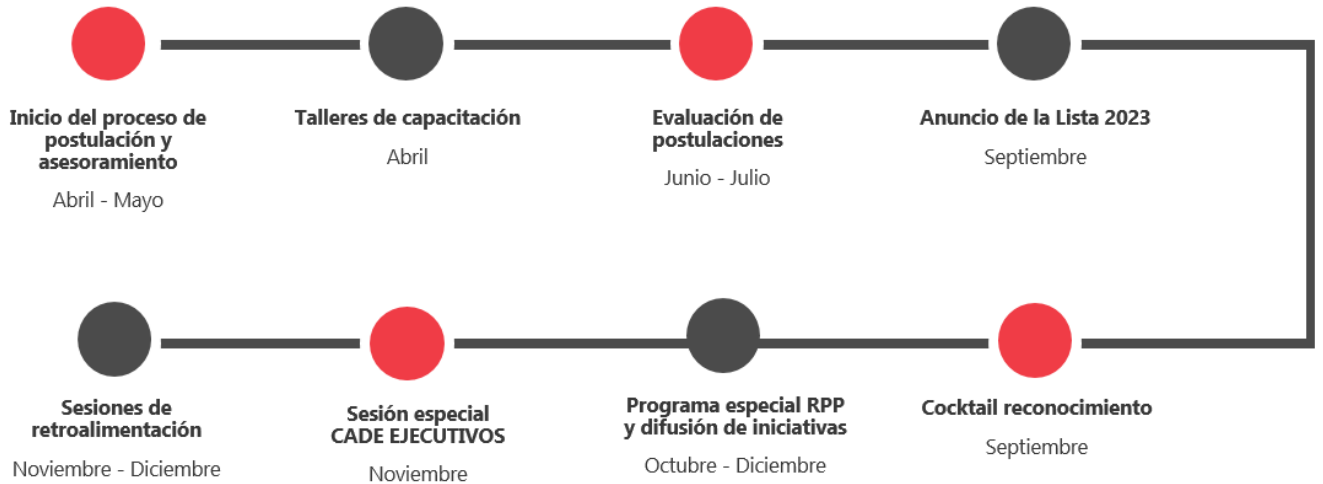 Inicio del proceso de
postulación y
asesoramiento
Abril - Mayo
Talleres de capacitación
Abril
Evaluación de
postulaciones
Junio - Julio
Anuncio de la Lista 2023
Septiembre
Cocktail reconocimiento
Septiembre
Programa especial RPP
y difusión de iniciativas
Octubre - Diciembre
Sesión especial
CADE EJECUTIVOS
Noviembre
Sesiones de
retroalimentación
Noviembre - Diciembre